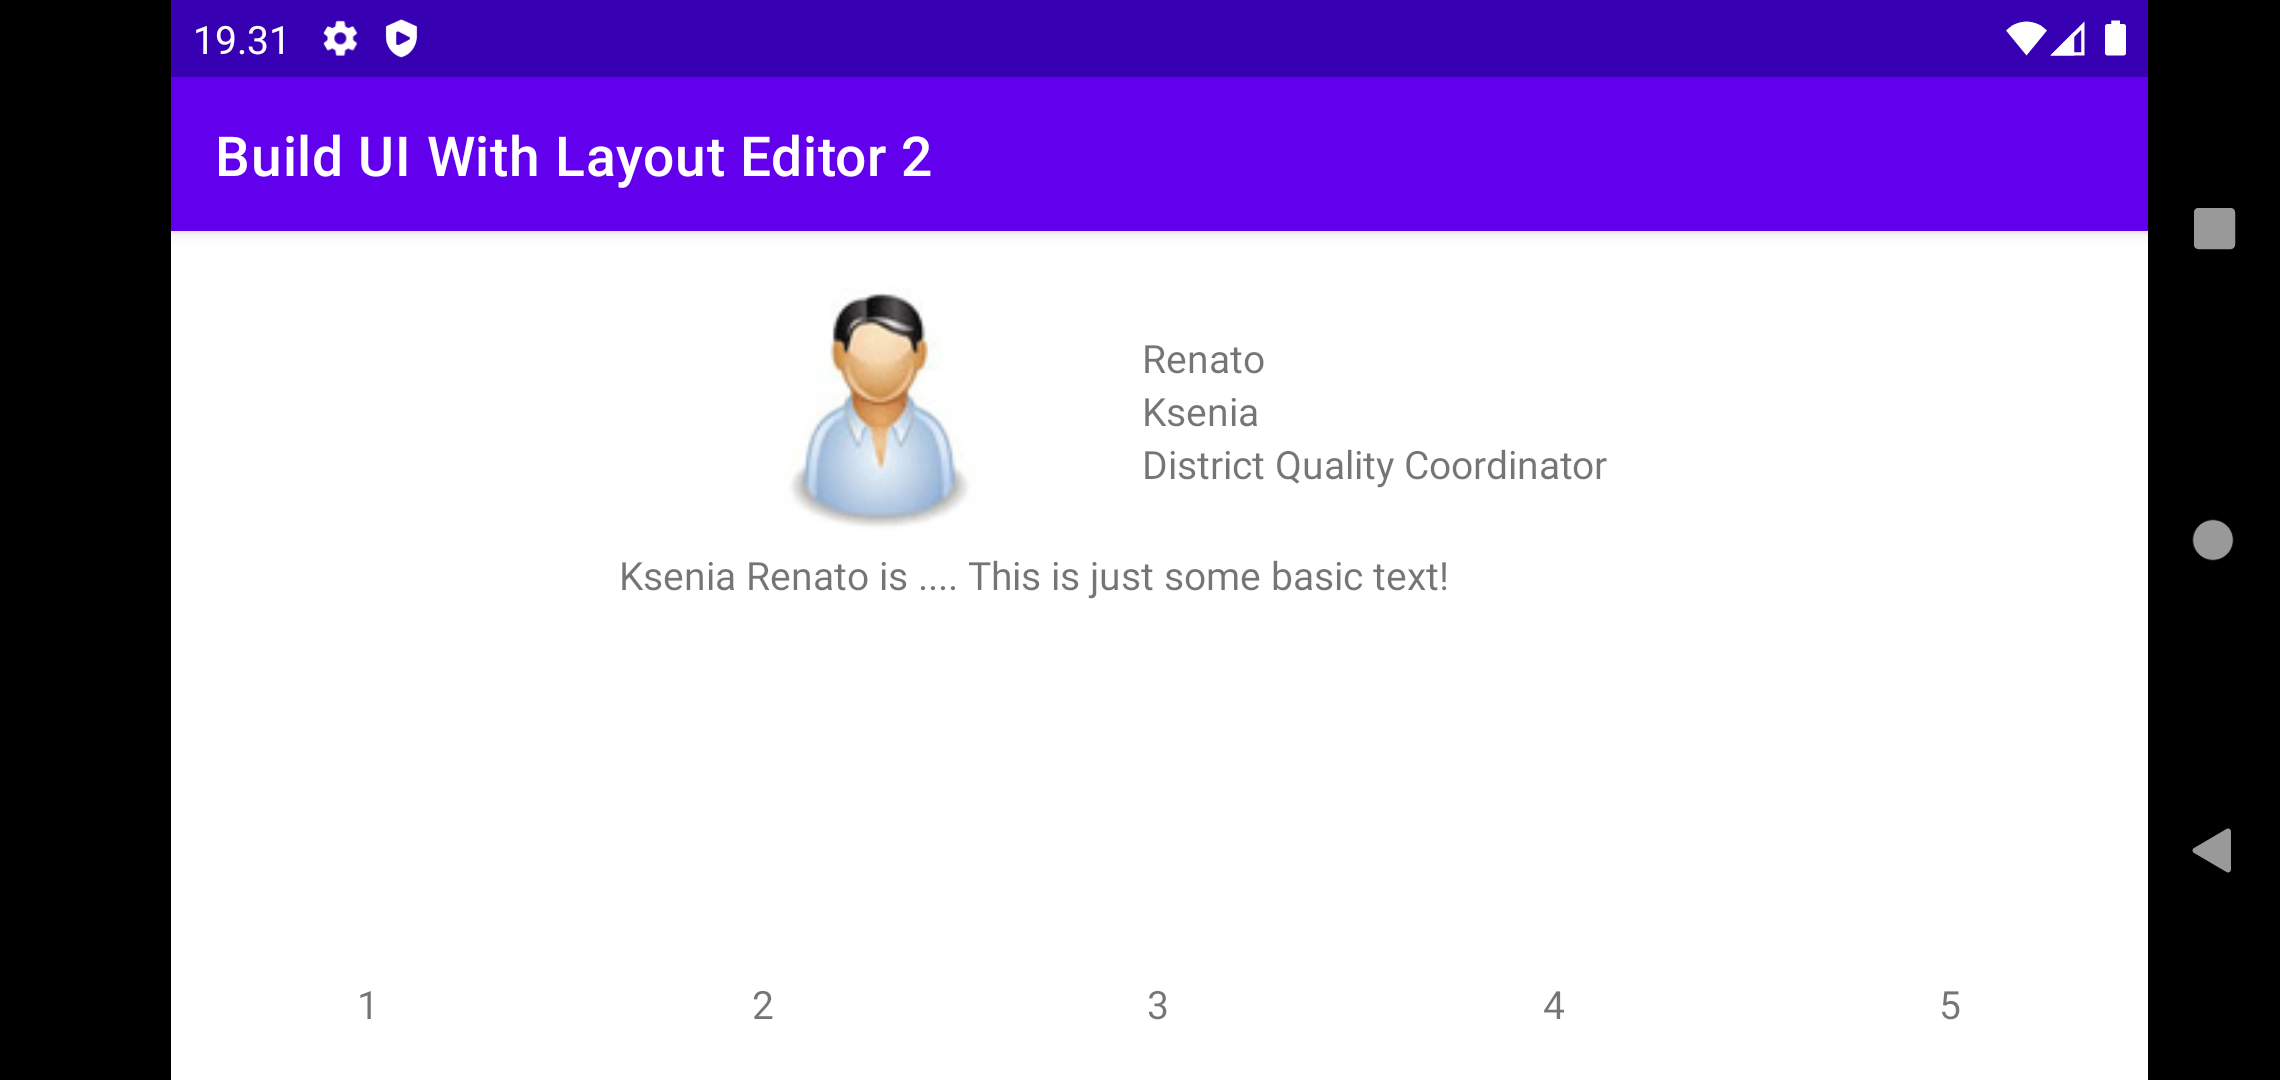 19.31
Build UI With Layout Editor 2
Renato
Ksenia
District Quality Coordinator
Ksenia Renato is .... This is just some basic text!
1 2 3 4 5